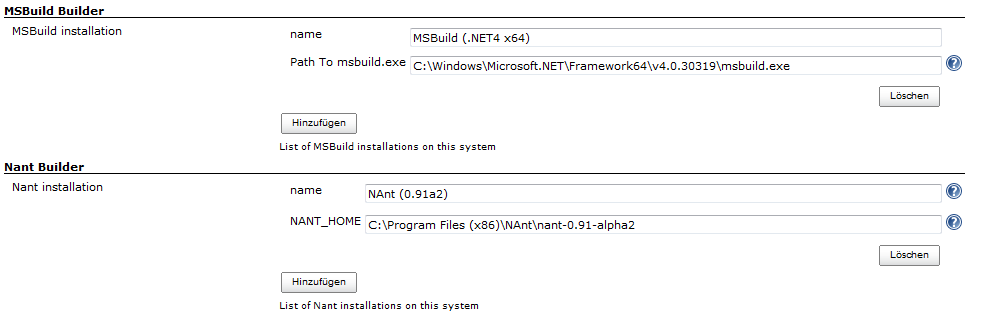 MSBuild Builder
MSBuild installation
name
MSBuild (.NET4 x64)
Path To msbuild.exe
C:\Windows\Microsoft.NET\Framework64\v4.0.30319\msbuild.exe
Löschen
Hinzufügen
List of MSBuild installations on this system
Nant Builder
Nant installation
name
NAnt (0.91a2)
NANT_HOME
C:\Program Files (x86)\NAnt\nant-0.91-alpha2
Löschen
Hinzufügen
List of Nant installations on this system